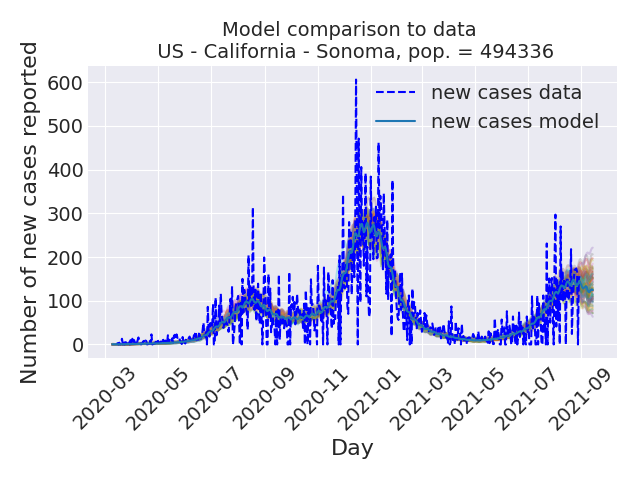 Model comparison to data
US - California - Sonoma, pop. = 494336
Number of new cases reported
600
500
400
300
200
100
0
new cases data
new cases model
2020-03
2020-05
2020-07
2020-09
2020-11
2021-01
2021-03
2021-05
2021-07
2021-09
Day